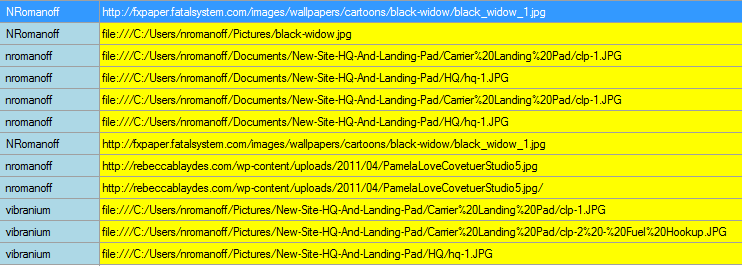 NRomanoff http://fxpaper.fatalsystem.com/images/wallpapers/cartoons/black-widow/black_widow_1.jpg
NRomanoff file:///C:/Users/nromanoff/Pictures/black-widow.jpg
nromanoff file:///C:/Users/nromanoff/Documents/New-Site-HQ-And-Landing-Pad/Carrier%20Landing%20Pad/clp-1.JPG
nromanoff file:///C:/Users/nromanoff/Documents/New-Site-HQ-And-Landing-Pad/HQ/hq-1.JPG
nromanoff file:///C:/Users/nromanoff/Documents/New-Site-HQ-And-Landing-Pad/Carrier%20Landing%20Pad/clp-1.JPG
nromanoff file:///C:/Users/nromanoff/Documents/New-Site-HQ-And-Landing-Pad/HQ/hq-1.JPG
NRomanoff http://fxpaper.fatalsystem.com/images/wallpapers/cartoons/black-widow/black_widow_1.jpg
nromanoff http://rebeccablaydes.com/wp-content/uploads/2011/04/PamelaLoveCovetuerStudio5.jpg
nromanoff http://rebeccablaydes.com/wp-content/uploads/2011/04/PamelaLoveCovetuerStudio5.jpg/
vibranium file:///C:/Users/nromanoff/Pictures/New-Site-HQ-And-Landing-Pad/Carrier%20Landing%20Pad/clp-1.JPG
vibranium file:///C:/Users/nromanoff/Pictures/New-Site-HQ-And-Landing-Pad/Carrier%20Landing%20Pad/clp-2%20-%20Fuel%20Hookup.JPG
vibranium file:///C:/Users/nromanoff/Pictures/New-Site-HQ-And-Landing-Pad/HQ/hq-1.JPG